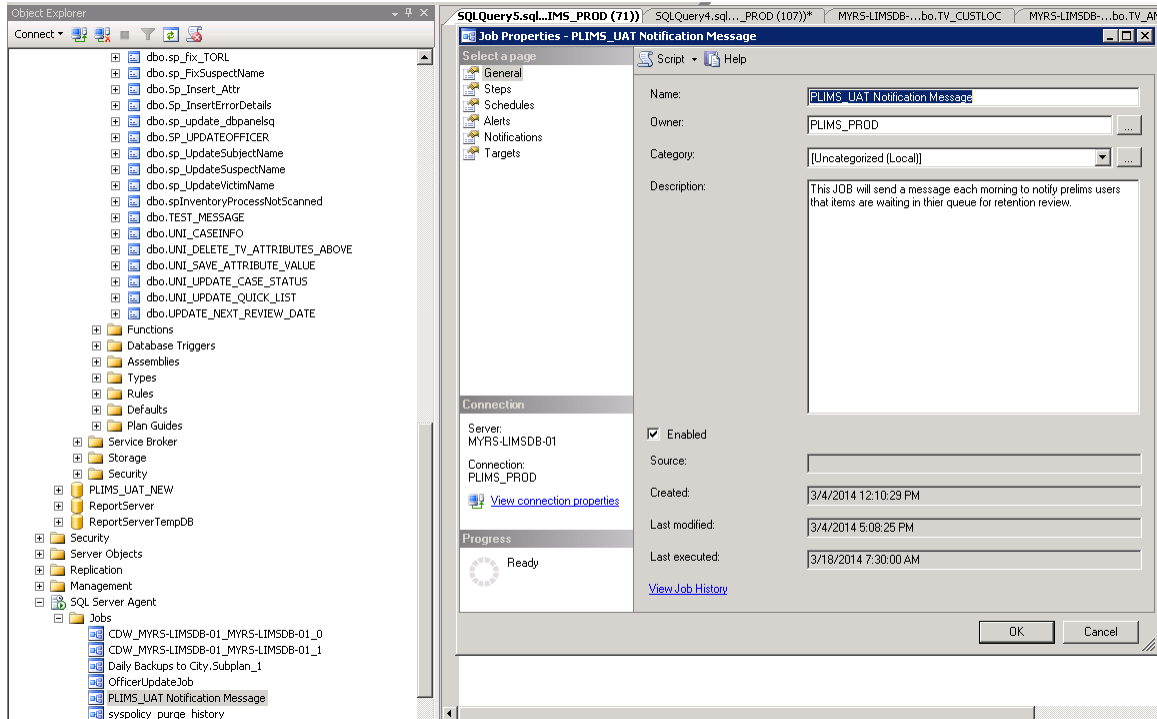 Object Explorer
Connect
dbo.sp_fix_TORL
dbo.sp_FixSuspectName
dbo.Sp_Insert_Attr
dbo.Sp_InsertErrorDetails
dbo.sp_update_dbpanelsq
dbo.SP_UPDATEOFFICER
dbo.sp_UpdateSubjectName
dbo.sp_UpdateSuspectName
dbo.sp_UpdateVictimName
dbo.spInventoryProcessNotScanned
dbo.TEST_MESSAGE
dbo.UNI_CASEINFO
dbo.UNI_DELETE_TV_ATTRIBUTES_ABOVE
dbo.UNI_SAVE_ATTRIBUTE_VALUE
dbo.UNI_UPDATE_CASE_STATUS
dbo.UNI_UPDATE_QUICK_LIST
dbo.UPDATE_NEXT_REVIEW_DATE
Functions
Database Triggers
Assemblies
Types
Rules
Defaults
Plan Guides
Service Broker
Storage
Security
PLIMS_UAT_NEW
ReportServer
ReportServerTempDB
Security
Server Objects
Replication
Management
SQL Server Agent
Jobs
CDW_MYRS-LIMSDB-01_MYRS-LIMSDB-01_0
CDW_MYRS-LIMSDB-01_MYRS-LIMSDB-01_1
Daily Backups to City.Subplan_1
OfficerUpdateJob
PLIMS_UAT Notification Message
syspolicy_purge_history
SQLQuery5.sql...IMS_PROD (71))* SQLQuery4.sql..._PROD (107))* MYRS-LIMSDB-...bo.TV_CUSTLOC MYRS-LIMSDB-...bo.TV_AN
Job Properties - PLIMS_UAT Notification Message
Select a page
General
Steps
Schedules
Alerts
Notifications
Targets
Connection
Server:
MYRS-LIMSDB-01
Connection:
PLIMS_PROD
View connection properties
Progress
Ready
Script Help
Name: PLIMS_UAT Notification Message
Owner: PLIMS_PROD ...
Category: [Uncategorized (Local)] ...
Description: This JOB will send a message each morning to notify prelims users
that items are waiting in thier queue for retention review.
Enabled
Source:
Created: 3/4/2014 12:10:29 PM
Last modified: 3/4/2014 5:08:25 PM
Last executed: 3/18/2014 7:30:00 AM
View Job History
OK Cancel